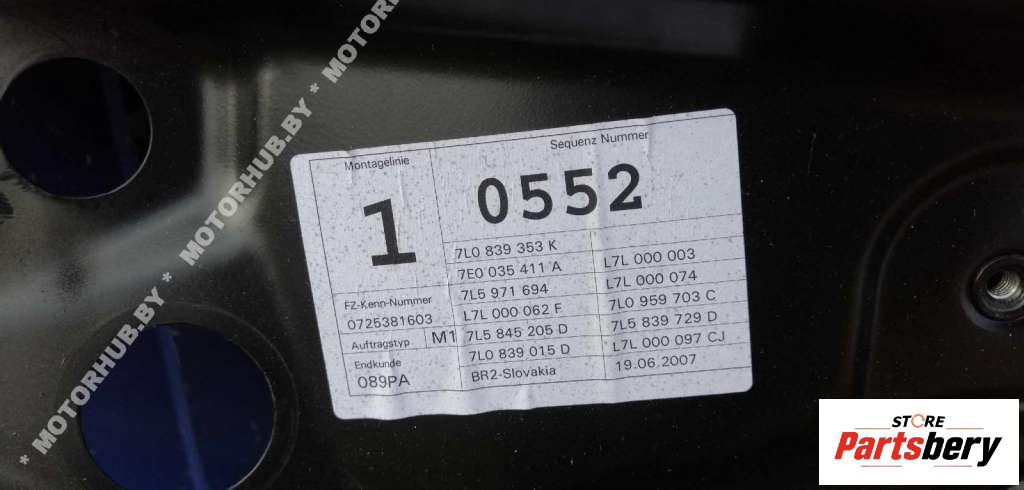 Montagelinie
1
Sequenz Nummer
0552
7L0 839 353 K
7E0 035 411 A
7L5 971 694
L7L 000 062 F
7L5 845 205 D
7L0 839 015 D
BR2-Slovakia
L7L 000 003
L7L 000 074
7L0 959 703 C
7L5 839 729 D
L7L 000 097 CJ
19.06.2007
FZ-Kenn-Nummer
0725381603
Auftragstyp M1
Endkunde
089PA
* MOTORHUB.BY * MOTORHUB.BY * MOTORHUB.BY * MOTORHUB.BY
STORE
Partsbery